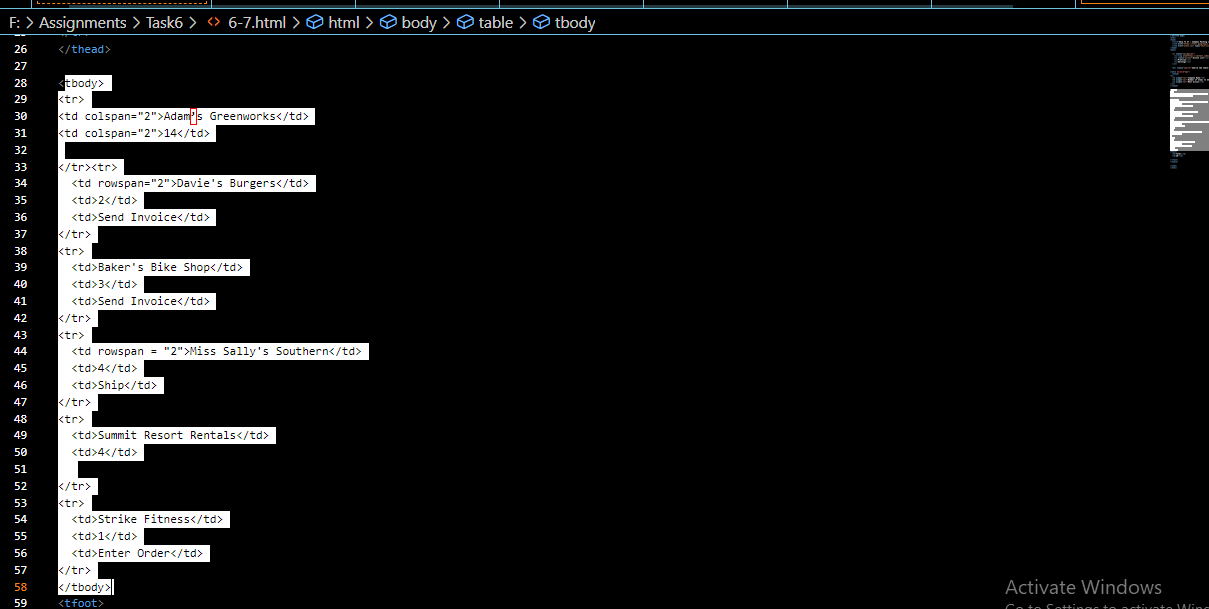 F: > Assignments > Task6 > <> 6-7.html > html > body > table > tbody
26 </thead>
27
28 <tbody>
29 <tr>
30 <td colspan="2">Adam’s Greenworks</td>
31 <td colspan="2">14</td>
32
33 </tr><tr>
34 <td rowspan="2">Davie's Burgers</td>
35 <td>2</td>
36 <td>Send Invoice</td>
37 </tr>
38 <tr>
39 <td>Baker's Bike Shop</td>
40 <td>3</td>
41 <td>Send Invoice</td>
42 </tr>
43 <tr>
44 <td rowspan = "2">Miss Sally's Southern</td>
45 <td>4</td>
46 <td>Ship</td>
47 </tr>
48 <tr>
49 <td>Summit Resort Rentals</td>
50 <td>4</td>
51
52 </tr>
53 <tr>
54 <td>Strike Fitness</td>
55 <td>1</td>
56 <td>Enter Order</td>
57 </tr>
58 </tbody>
59 <tfoot>
Activate Windows
Go to Settings to activate Win